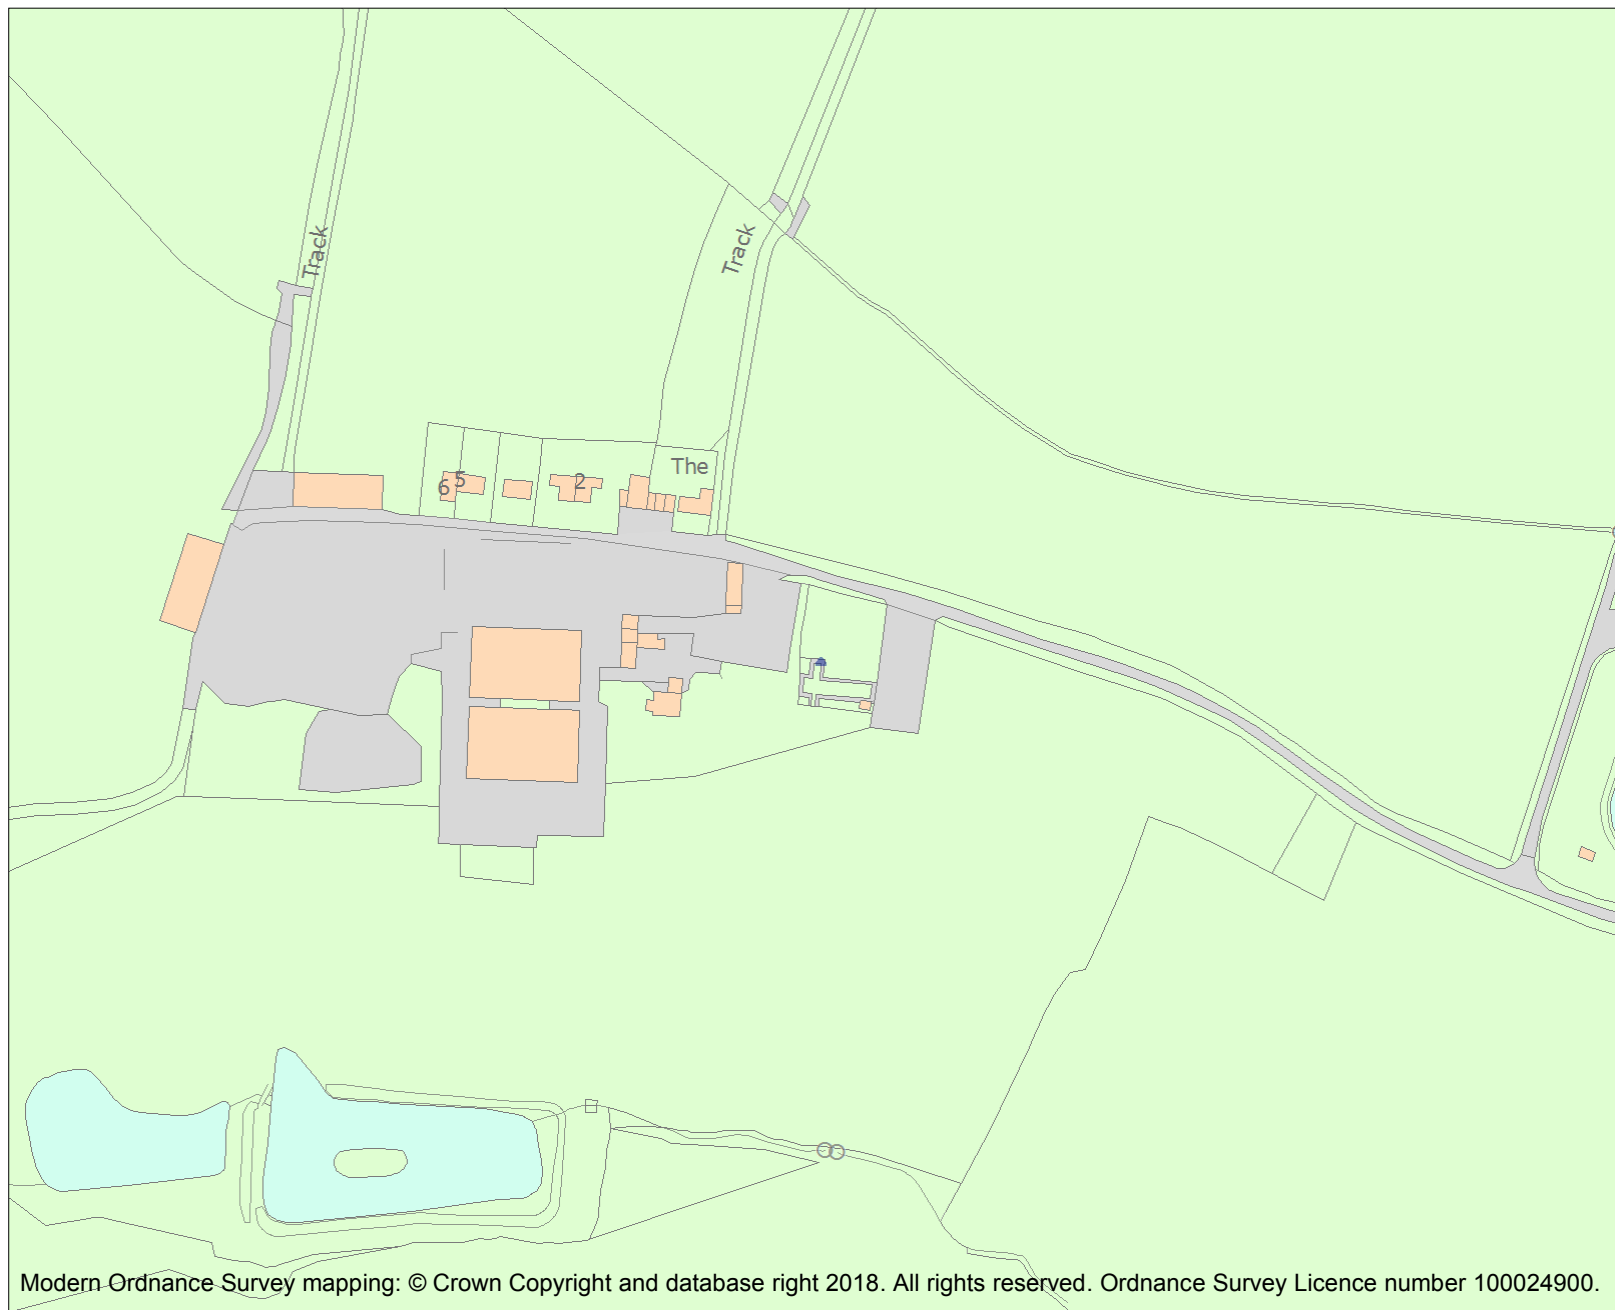 Track
Track
The
6
5
2
Modern Ordnance Survey mapping: © Crown Copyright and database right 2018. All rights reserved. Ordnance Survey Licence number 100024900.